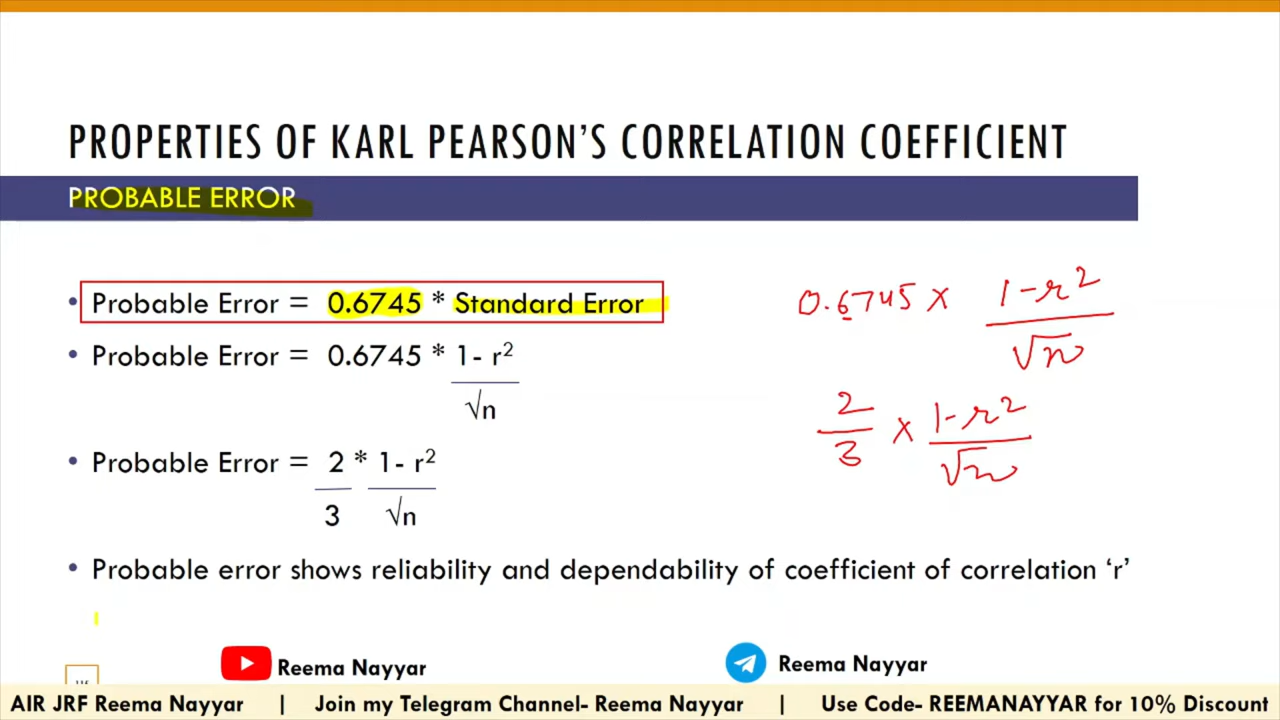 PROPERTIES OF KARL PEARSON'S CORRELATION COEFFICIENT
PROBABLE ERROR
• Probable Error = 0.6745 * Standard Error
0.6745 x 1-r²
√n
• Probable Error = 0.6745 * 1- r²
√n
2 x 1-r²
3 √n
• Probable Error = 2 * 1- r²
3 √n
• Probable error shows reliability and dependability of coefficient of correlation ‘r’
Reema Nayyar
Reema Nayyar
AIR JRF Reema Nayyar | Join my Telegram Channel- Reema Nayyar | Use Code- REEMANAYYAR for 10% Discount